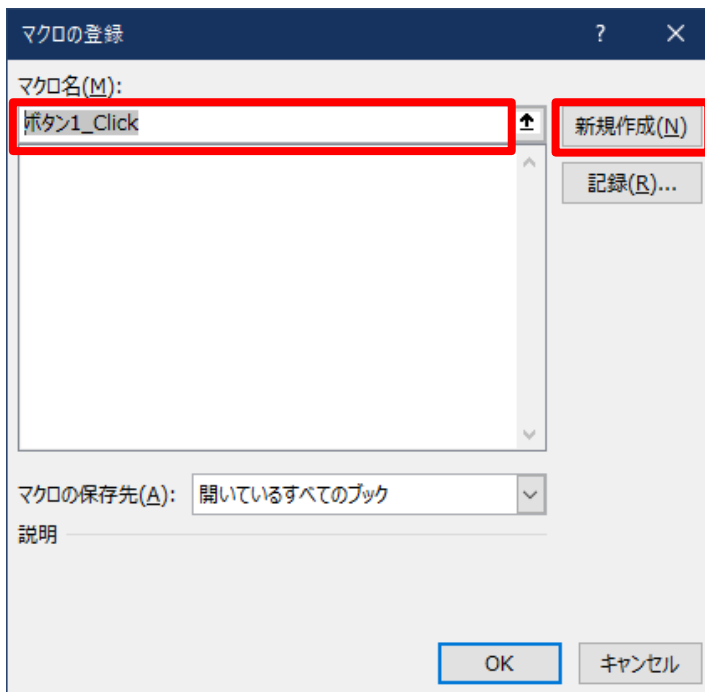 マクロの登録 ?
マクロ名(M):
ボタン1_Click
新規作成(N)
記録(R)...
マクロの保存先(A): 開いているすべてのブック
説明
OK キャンセル